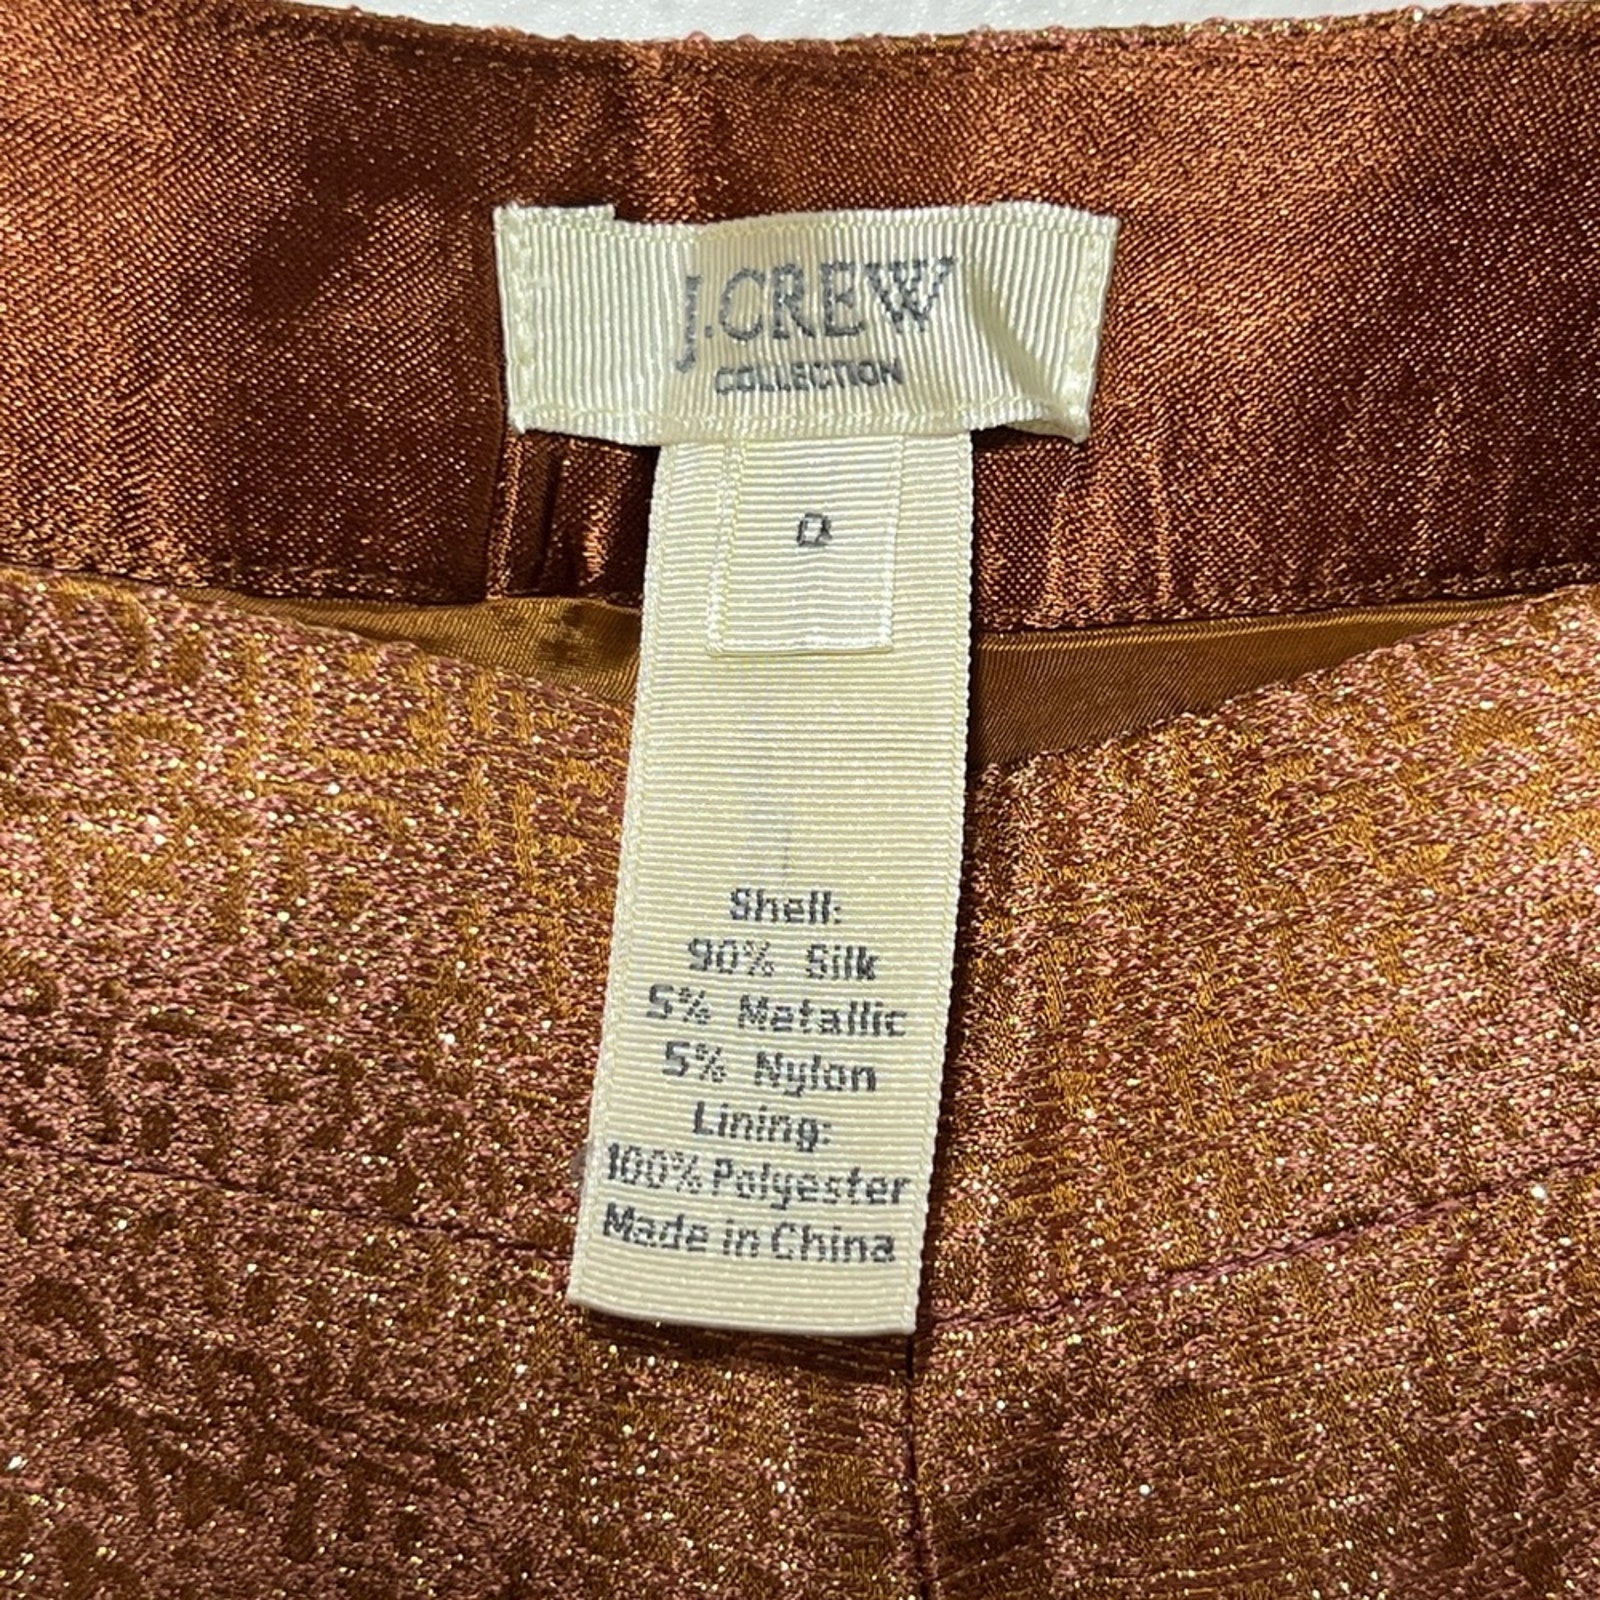 J.CREW
COLLECTION
0
Shell:
90% Silk
5% Metallic
5% Nylon
Lining:
100% Polyester
Made in China